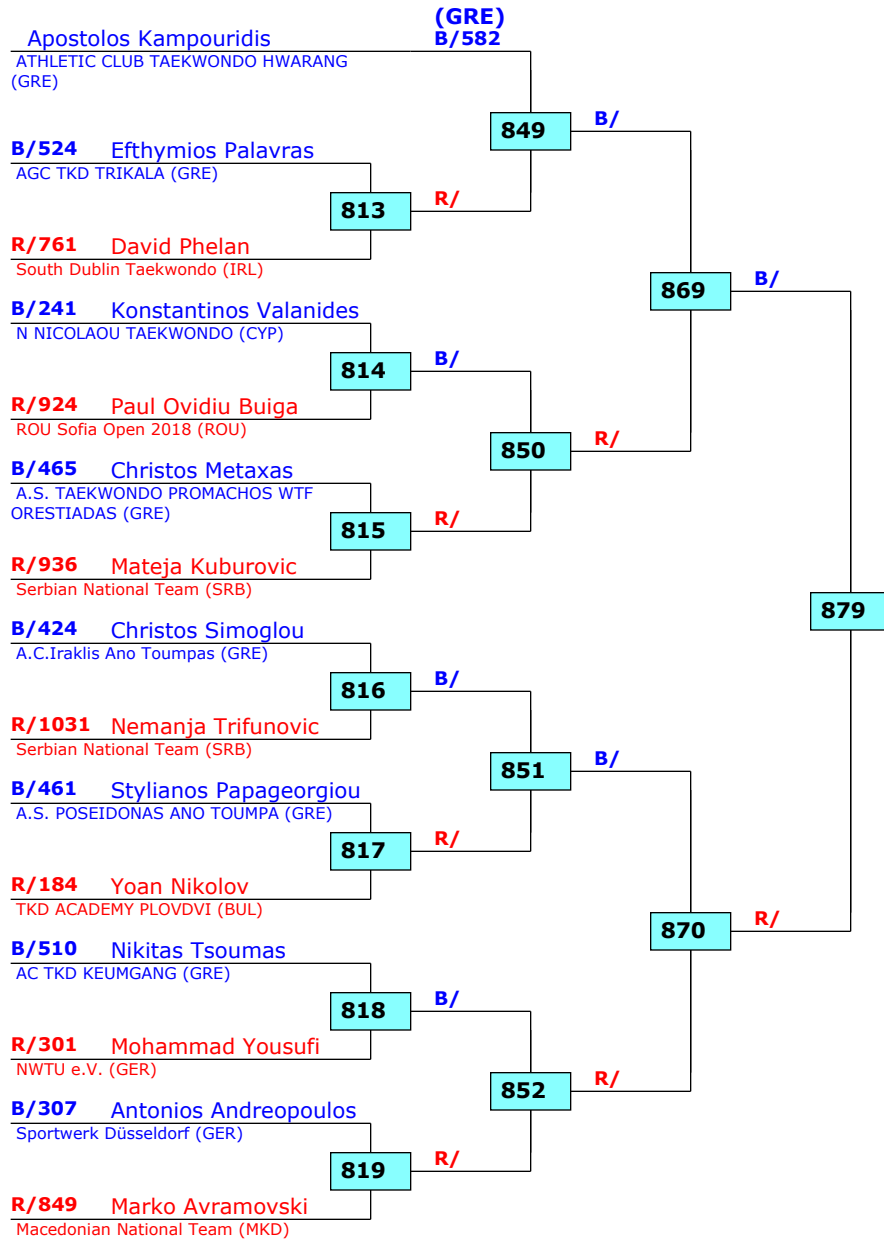 (GRE)
Apostolos Kampouridis B/582
ATHLETIC CLUB TAEKWONDO HWARANG
(GRE)
849 B/
B/524 Efthymios Palavras
AGC TKD TRIKALA (GRE)
813 R/
R/761 David Phelan
South Dublin Taekwondo (IRL)
869 B/
B/241 Konstantinos Valanides
N NICOLAOU TAEKWONDO (CYP)
814 B/
R/924 Paul Ovidiu Buiga
ROU Sofia Open 2018 (ROU)
850 R/
B/465 Christos Metaxas
A.S. TAEKWONDO PROMACHOS WTF
ORESTIADAS (GRE)
815 R/
R/936 Mateja Kuburovic
Serbian National Team (SRB)
879
B/424 Christos Simoglou
A.C.Iraklis Ano Toumpas (GRE)
816 B/
R/1031 Nemanja Trifunovic
Serbian National Team (SRB)
851 B/
B/461 Stylianos Papageorgiou
A.S. POSEIDONAS ANO TOUMPA (GRE)
817 R/
R/184 Yoan Nikolov
TKD ACADEMY PLOVDVI (BUL)
870 R/
B/510 Nikitas Tsoumas
AC TKD KEUMGANG (GRE)
818 B/
R/301 Mohammad Yousufi
NWTU e.V. (GER)
852 R/
B/307 Antonios Andreopoulos
Sportwerk Düsseldorf (GER)
819 R/
R/849 Marko Avramovski
Macedonian National Team (MKD)